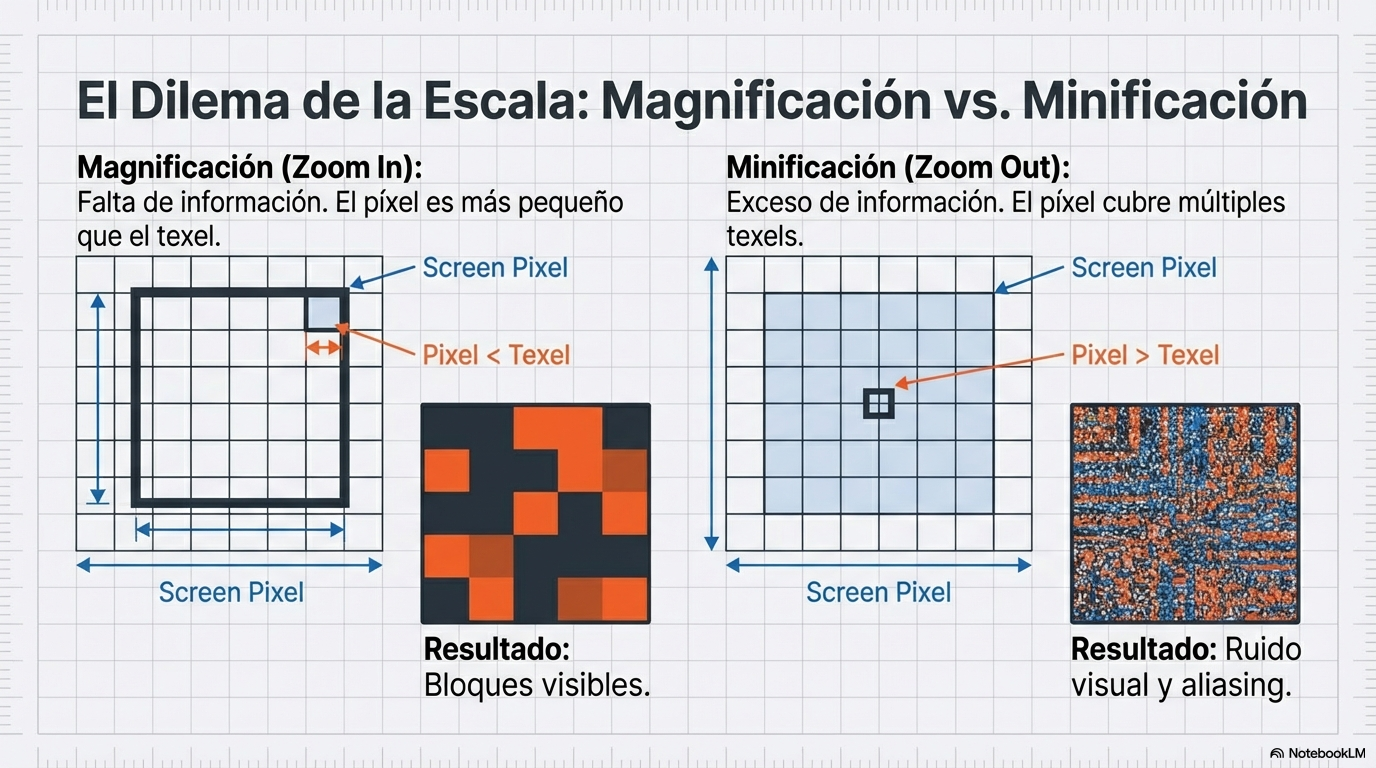 El Dilema de la Escala: Magnificación vs. Minificación
Magnificación (Zoom In):
Falta de información. El píxel es más pequeño
que el texel.
Screen Pixel
Pixel < Texel
Screen Pixel
Resultado:
Bloques visibles.
Minificación (Zoom Out):
Exceso de información. El píxel cubre múltiples
texels.
Screen Pixel
Pixel > Texel
Screen Pixel
Resultado: Ruido
visual y aliasing.
NotebookLM